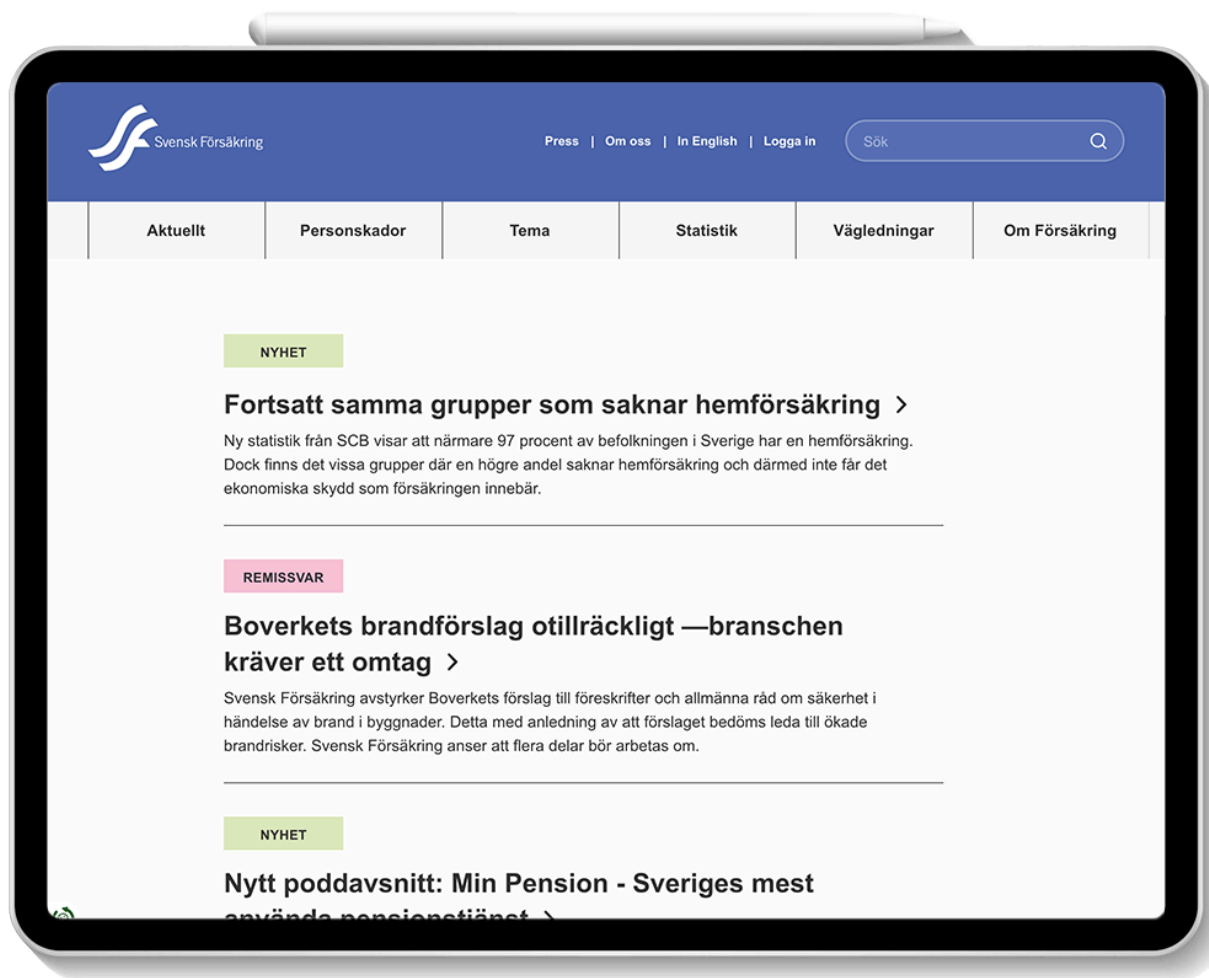 Svensk Försäkring
Press | Om oss | In English | Logga in
Sök
Aktuellt
Personskador
Tema
Statistik
Vägledningar
Om Försäkring
NYHET
Fortsatt samma grupper som saknar hemförsäkring
Ny statistik från SCB visar att närmare 97 procent av befolkningen i Sverige har en hemförsäkring.
Dock finns det vissa grupper där en högre andel saknar hemförsäkring och därmed inte får det
ekonomiska skydd som försäkringen innebär.
REMISSVAR
Boverkets brandförslag otillräckligt —branschen
kräver ett omtag
Svensk Försäkring avstyrker Boverkets förslag till föreskrifter och allmänna råd om säkerhet i
händelse av brand i byggnader. Detta med anledning av att förslaget bedöms leda till ökade
brandrisker. Svensk Försäkring anser att flera delar bör arbetas om.
NYHET
Nytt poddavsnitt: Min Pension - Sveriges mest
använda pensionstjänst